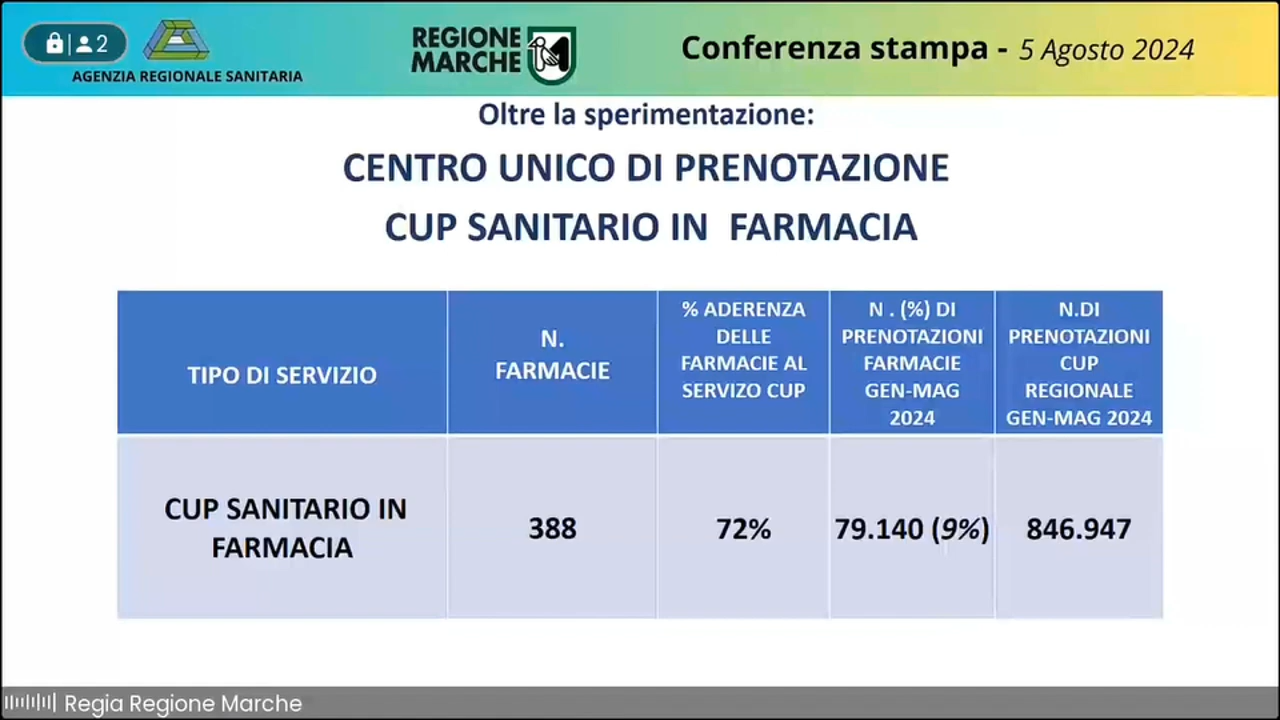 2
AGENZIA REGIONALE SANITARIA
REGIONE
MARCHE
Conferenza stampa - 5 Agosto 2024
Oltre la sperimentazione:
CENTRO UNICO DI PRENOTAZIONE
CUP SANITARIO IN FARMACIA
TIPO DI SERVIZIO
N.
FARMACIE
% ADERENZA
DELLE
FARMACIE AL
SERVIZO CUP
N . (%) DI
PRENOTAZIONI
FARMACIE
GEN-MAG
2024
N.DI
PRENOTAZIONI
CUP
REGIONALE
GEN-MAG 2024
CUP SANITARIO IN
FARMACIA
388
72%
79.140 (9%)
846.947
Regia Regione Marche